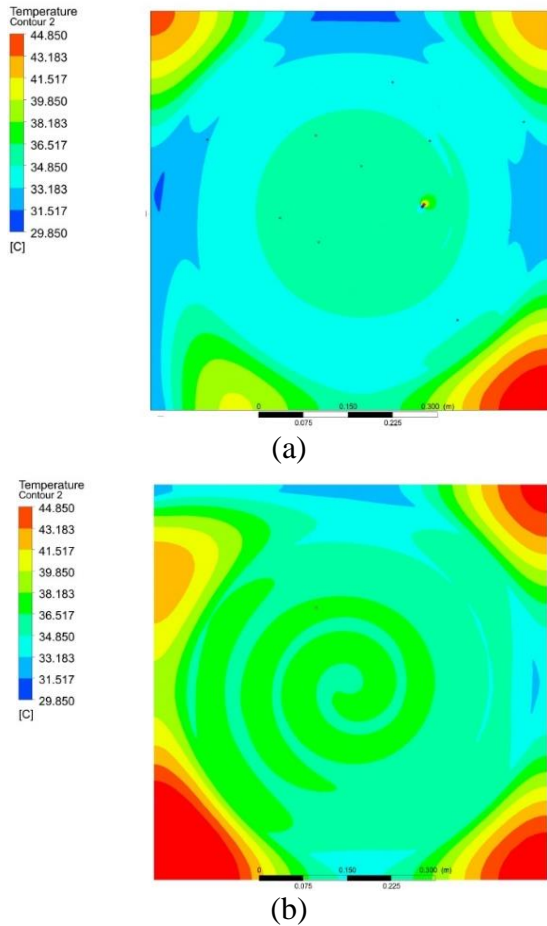 Temperature
Contour 2
44.850
43.183
41.517
39.850
38.183
36.517
34.850
33.183
31.517
29.850
[C]
0 0.150 0.300 (m)
0.075 0.225
(a)
Temperature
Contour 2
44.850
43.183
41.517
39.850
38.183
36.517
34.850
33.183
31.517
29.850
[C]
0 0.150 0.300 (m)
0.075 0.225
(b)